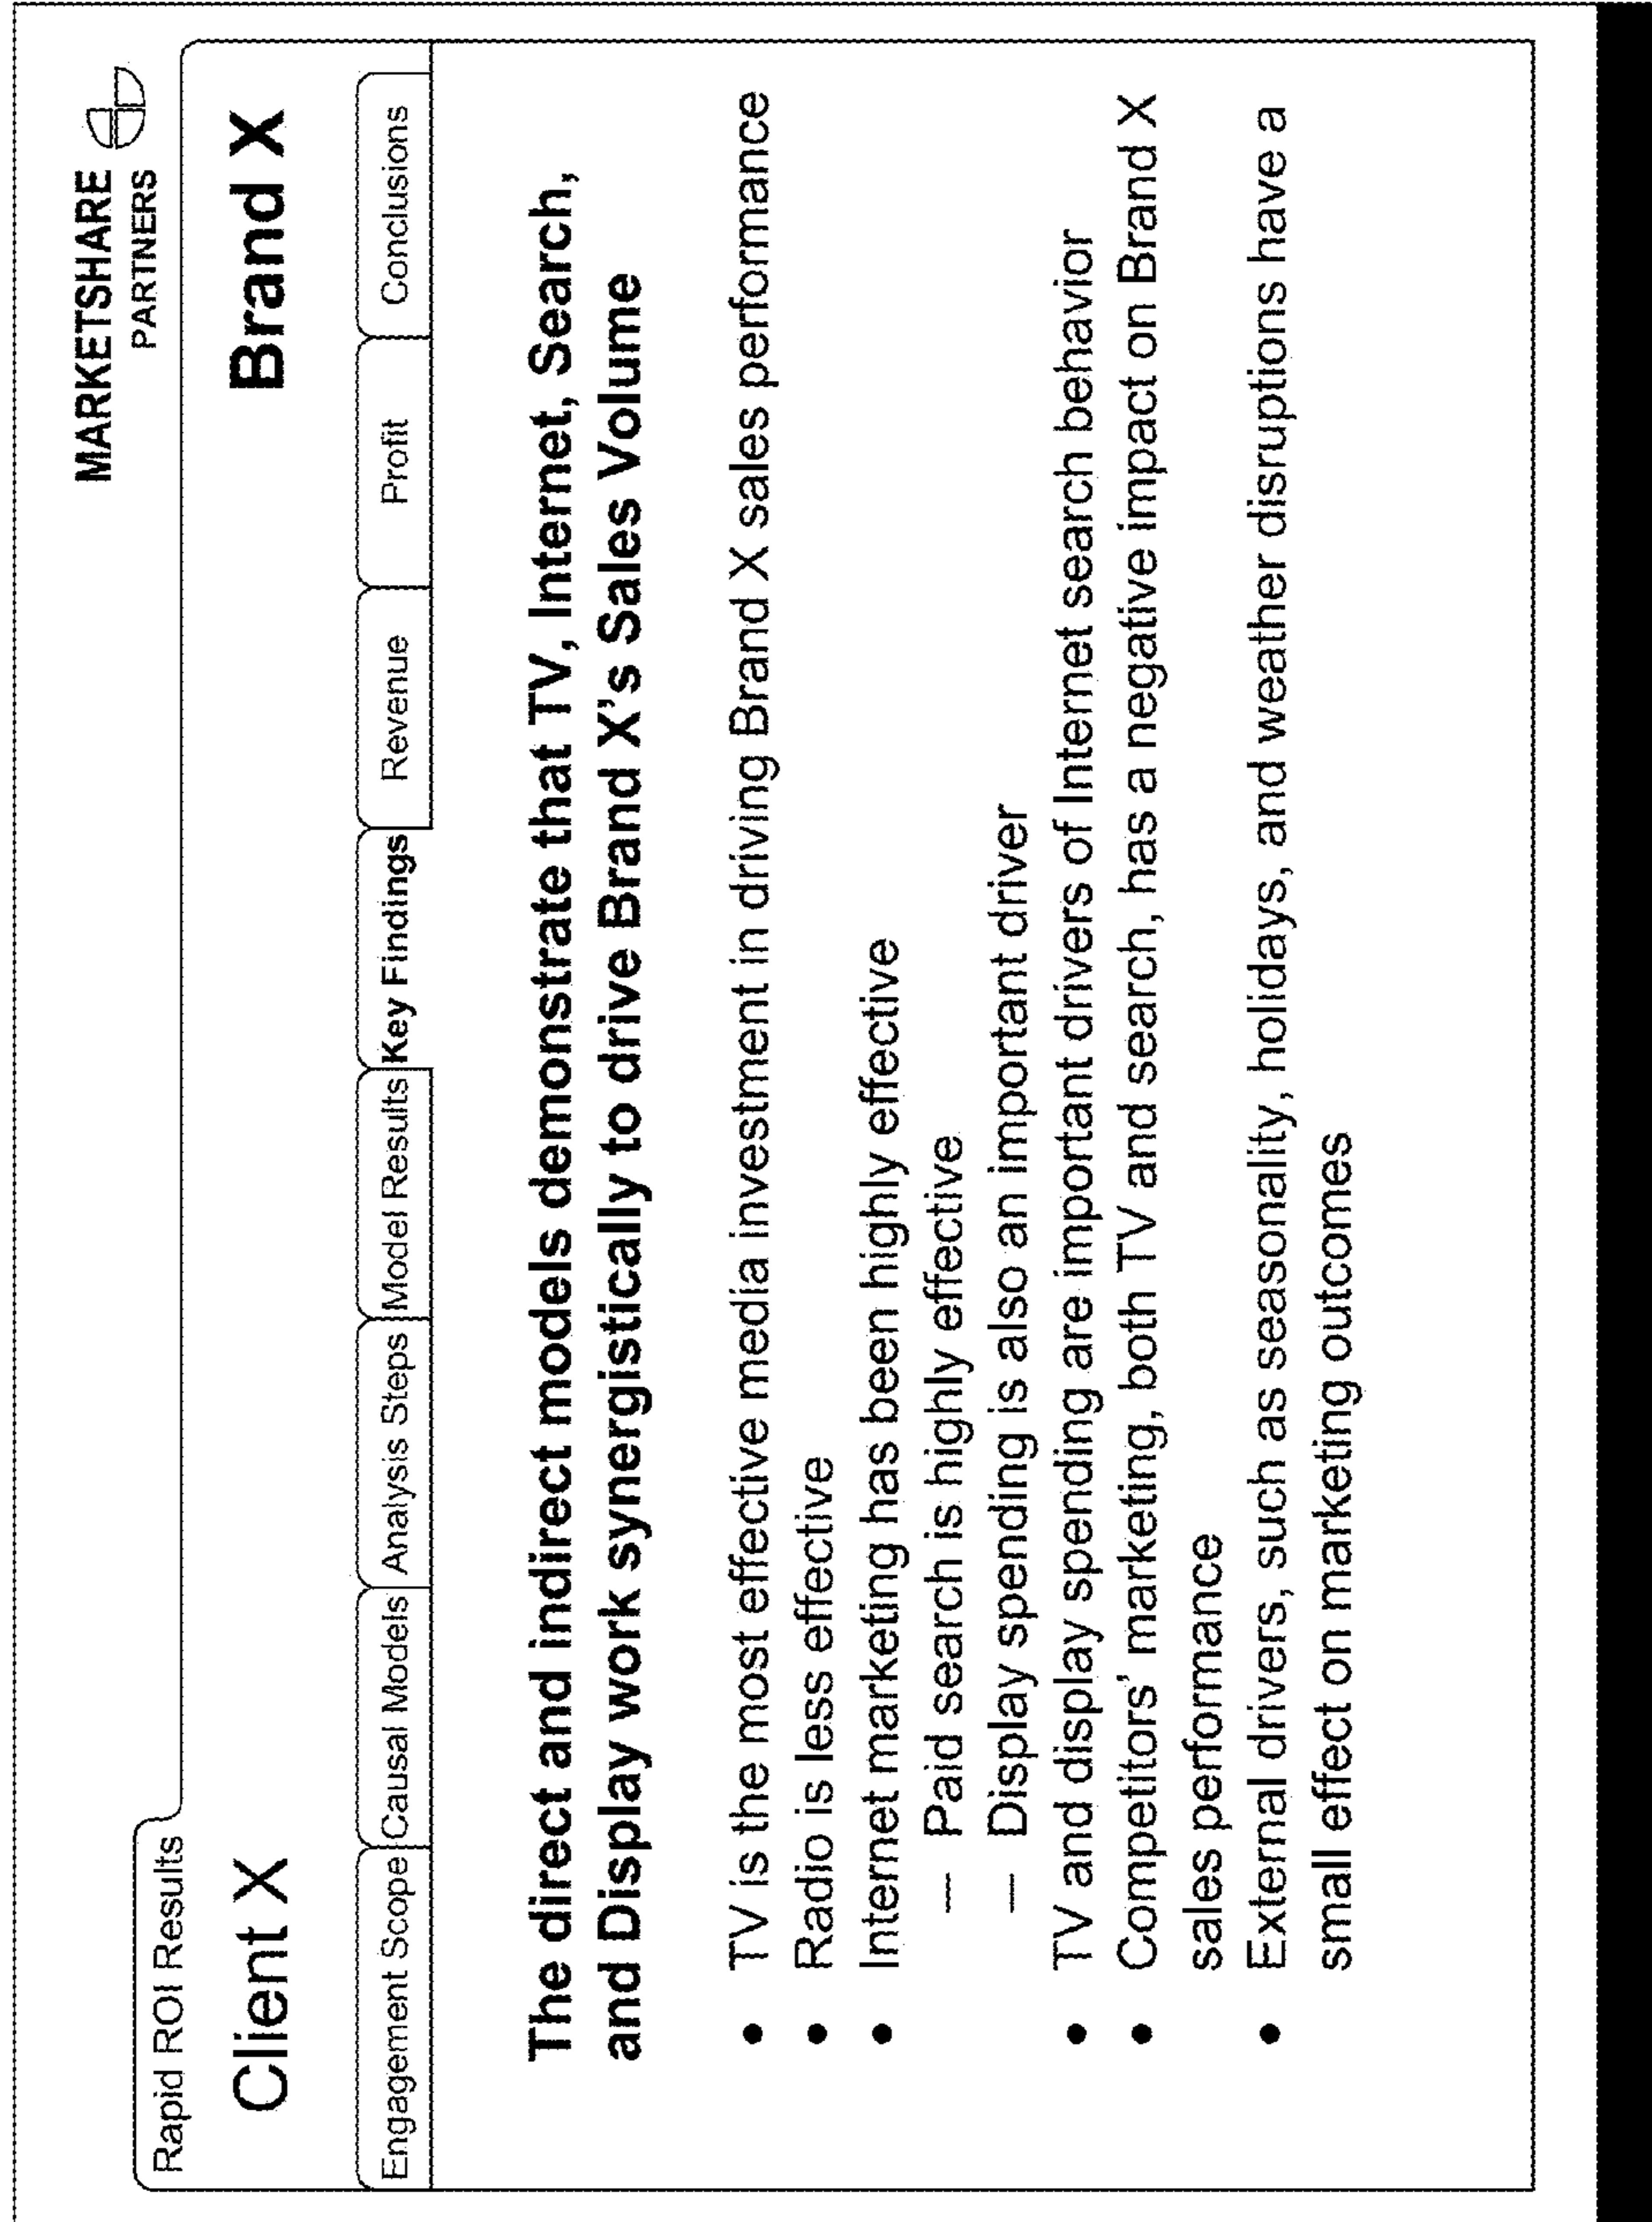 MARKETSHARE
PARTNERS
Rapid ROI Results
Client X
Brand X
Engagement Scope
Causal Models
Analysis Steps
Model Results
Key Findings
Revenue
Profit
Conclusions
The direct and indirect models demonstrate that TV, Internet, Search,
and Display work synergistically to drive Brand X's Sales Volume
• TV is the most effective media investment in driving Brand X sales performance
• Radio is less effective
• Internet marketing has been highly effective
— Paid search is highly effective
— Display spending is also an important driver
• TV and display spending are important drivers of Internet search behavior
• Competitors' marketing, both TV and search, has a negative impact on Brand X
sales performance
• External drivers, such as seasonality, holidays, and weather disruptions have a
small effect on marketing outcomes